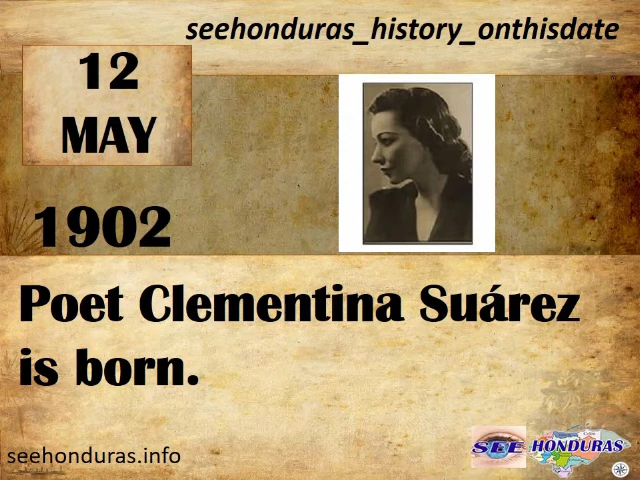 seehonduras_history_onthisdate
12
MAY
1902
Poet Clementina Suárez
is born.
seehonduras.info
SEE HONDURAS